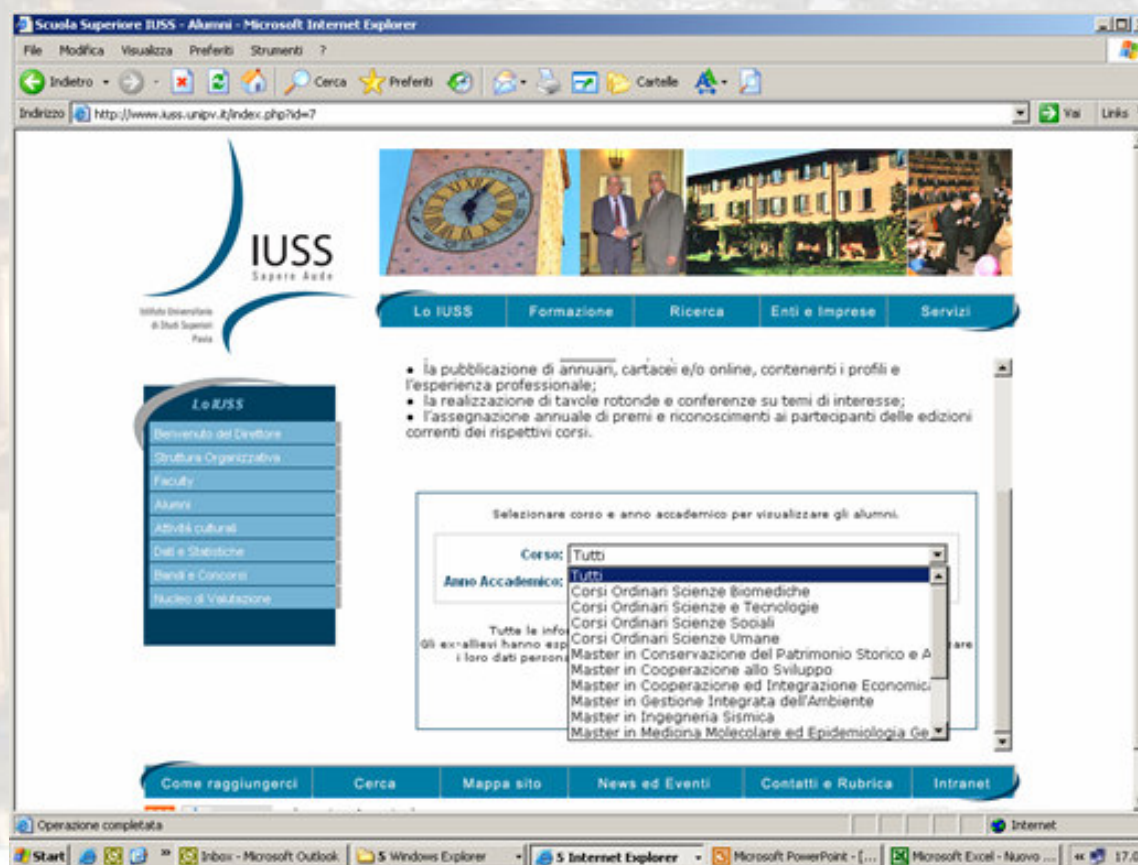 Scuola Superiore IUSS - Alumni - Microsoft Internet Explorer
File Modifica Visualizza Preferiti Strumenti ?
Indietro Cerca Preferiti Cartelle
Indirizzo http://www.iuss.unipv.it/index.php?id=7 Vai Links
IUSS
Sapere Aude
Istituto Universitario
di Studi Superiori
Pavia
Lo IUSS Formazione Ricerca Enti e Imprese Servizi
• la pubblicazione di annuari, cartacei e/o online, contenenti i profili e
l'esperienza professionale;
• la realizzazione di tavole rotonde e conferenze su temi di interesse;
• l'assegnazione annuale di premi e riconoscimenti ai partecipanti delle edizioni
correnti dei rispettivi corsi.
Lo IUSS
Benvenuto del Direttore
Struttura Organizzativa
Faculty
Alumni
Attività culturali
Dati e Statistiche
Bandi e Concorsi
Nucleo di Valutazione
Selezionare corso e anno accademico per visualizzare gli alumni.
Corso: Tutti
Anno Accademico:
Tutti
Corsi Ordinari Scienze Biomediche
Corsi Ordinari Scienze e Tecnologie
Corsi Ordinari Scienze Sociali
Corsi Ordinari Scienze Umane
Master in Conservazione del Patrimonio Storico e A
Master in Cooperazione allo Sviluppo
Master in Cooperazione ed Integrazione Economica
Master in Gestione Integrata dell'Ambiente
Master in Ingegneria Sismica
Master in Medicina Molecolare ed Epidemiologia Ge
Tutte le info
Gli ex-allievi hanno esp are
i loro dati persona
Come raggiungerci Cerca Mappa sito News ed Eventi Contatti e Rubrica Intranet
Operazione completata Internet
Start Inbox - Microsoft Outlook 5 Windows Explorer 5 Internet Explorer Microsoft PowerPoint - [... Microsoft Excel - Nuovo ...